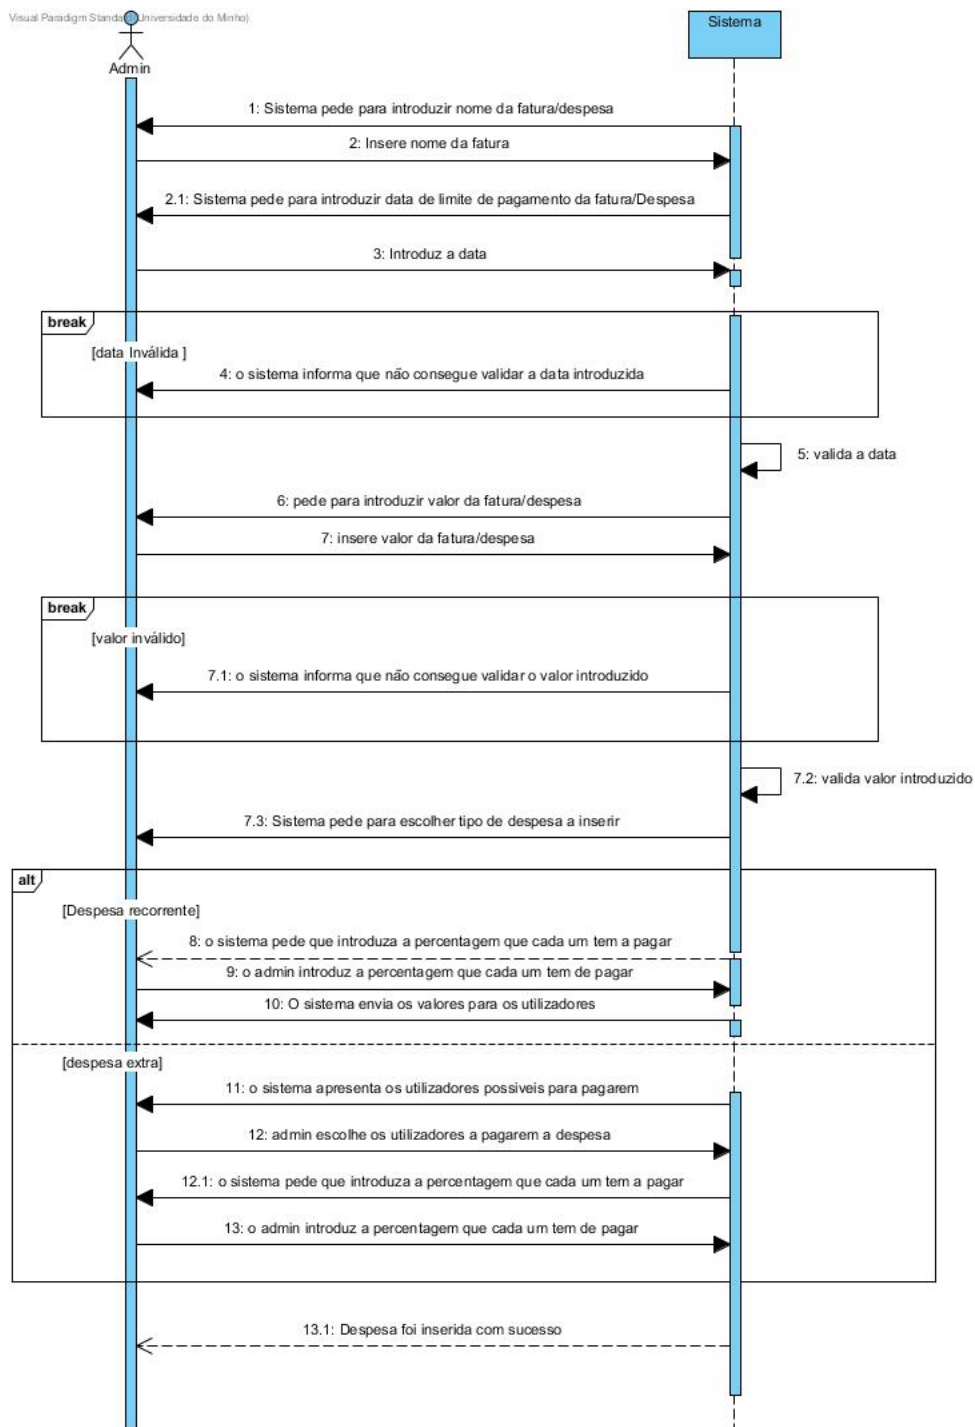 Visual Paradigm Standard(Universidade do Minho)
Admin
Sistema
1: Sistema pede para introduzir nome da fatura/despesa
2: Insere nome da fatura
2.1: Sistema pede para introduzir data de limite de pagamento da fatura/Despesa
3: Introduz a data
break
[data Inválida ]
4: o sistema informa que não consegue validar a data introduzida
5: valida a data
6: pede para introduzir valor da fatura/despesa
7: insere valor da fatura/despesa
break
[valor inválido]
7.1: o sistema informa que não consegue validar o valor introduzido
7.2: valida valor introduzido
7.3: Sistema pede para escolher tipo de despesa a inserir
alt
[Despesa recorrente]
8: o sistema pede que introduza a percentagem que cada um tem a pagar
9: o admin introduz a percentagem que cada um tem de pagar
10: O sistema envia os valores para os utilizadores
[despesa extra]
11: o sistema apresenta os utilizadores possiveis para pagarem
12: admin escolhe os utilizadores a pagarem a despesa
12.1: o sistema pede que introduza a percentagem que cada um tem a pagar
13: o admin introduz a percentagem que cada um tem de pagar
13.1: Despesa foi inserida com sucesso